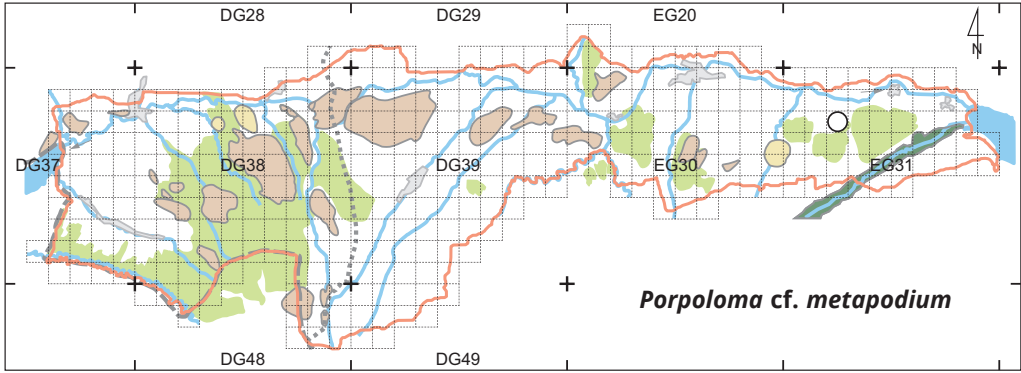 DG28 DG29 EG20
N
DG37 DG38 DG39 EG30 EG31
Porpoloma cf. metapodium
DG48 DG49